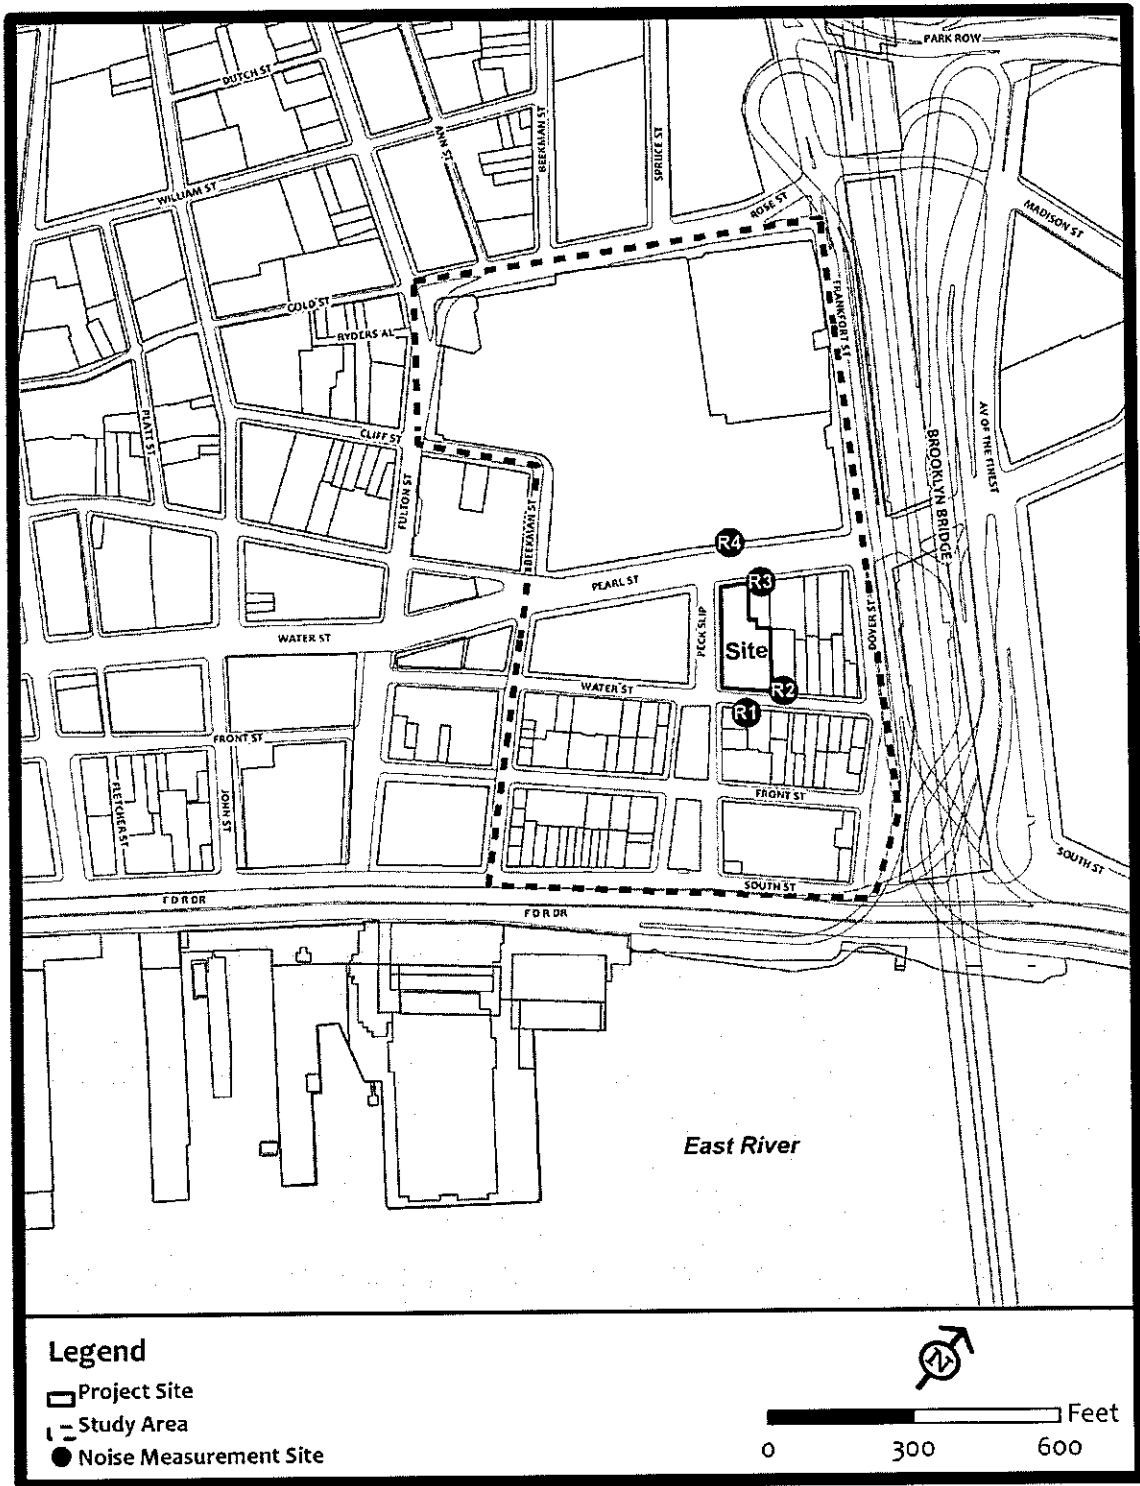 PARK ROW
DUTCH ST
ANN ST
BEEKMAN ST
SPRUCE ST
WILLIAM ST
ROSE ST
MADISON ST
GOLD ST
RYDERS AL
FRANKFORT ST
PLATT ST
CLIFF ST
FULTON ST
BEEKMAN ST
AV OF THE FINEST
BROOKLYN BRIDGE
R4
PEARL ST
R3
PECK SLIP
DOVER ST
WATER ST
Site
WATER ST
R2
R1
FRONT ST
FLETCHER ST
JOHN ST
FRONT ST
SOUTH ST
SOUTH ST
F D R DR
F D R DR
East River
Legend
Project Site
Study Area
Noise Measurement Site
N
Feet
0 300 600